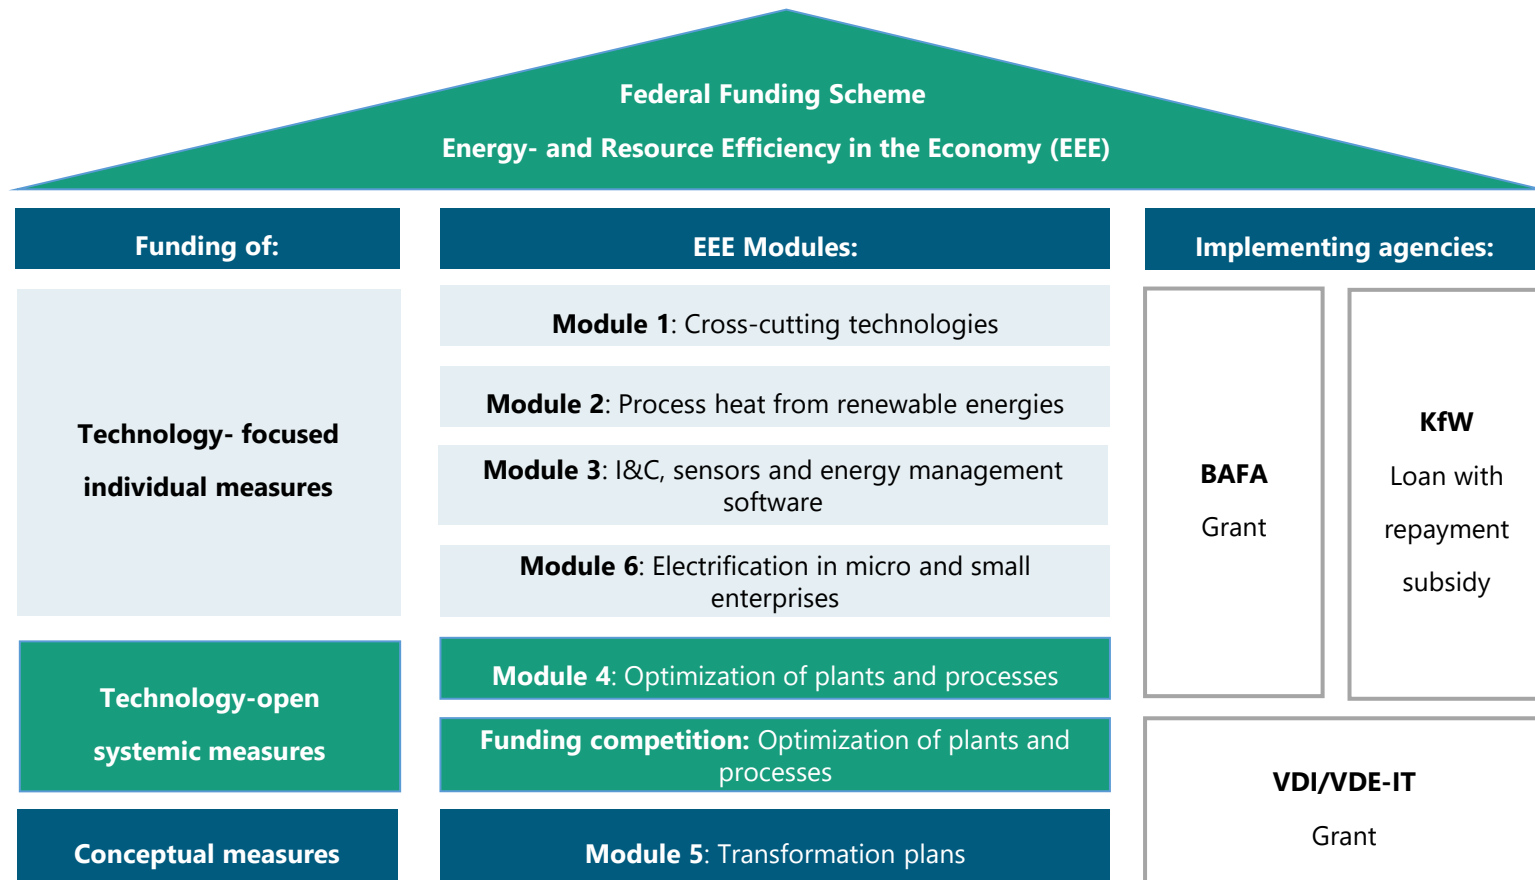 Federal Funding Scheme
Energy- and Resource Efficiency in the Economy (EEE)
Funding of:
EEE Modules:
Implementing agencies:
Technology- focused
individual measures
Module 1: Cross-cutting technologies
Module 2: Process heat from renewable energies
Module 3: I&C, sensors and energy management
software
Module 6: Electrification in micro and small
enterprises
BAFA
Grant
KfW
Loan with
repayment
subsidy
Technology-open
systemic measures
Module 4: Optimization of plants and processes
Funding competition: Optimization of plants and
processes
VDI/VDE-IT
Grant
Conceptual measures
Module 5: Transformation plans